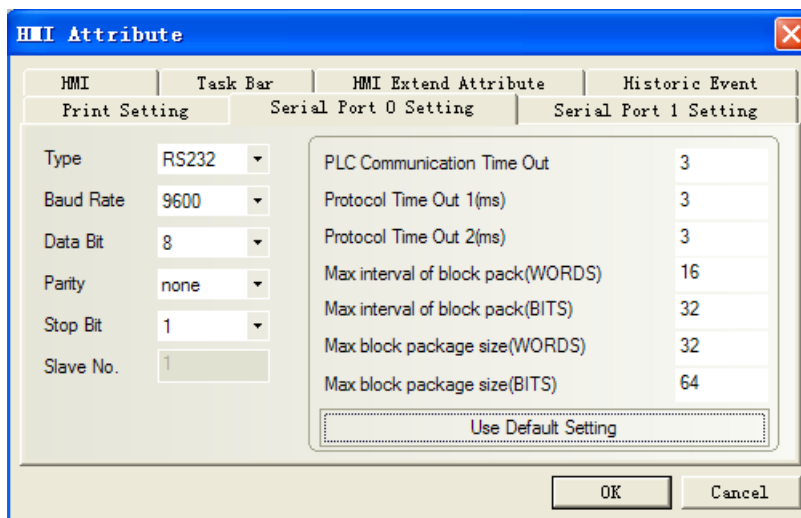 HMI Attribute
HMI Task Bar HMI Extend Attribute Historic Event
Print Setting Serial Port 0 Setting Serial Port 1 Setting
Type RS232
Baud Rate 9600
Data Bit 8
Parity none
Stop Bit 1
Slave No. 1
PLC Communication Time Out 3
Protocol Time Out 1(ms) 3
Protocol Time Out 2(ms) 3
Max interval of block pack(WORDS) 16
Max interval of block pack(BITS) 32
Max block package size(WORDS) 32
Max block package size(BITS) 64
Use Default Setting
OK Cancel